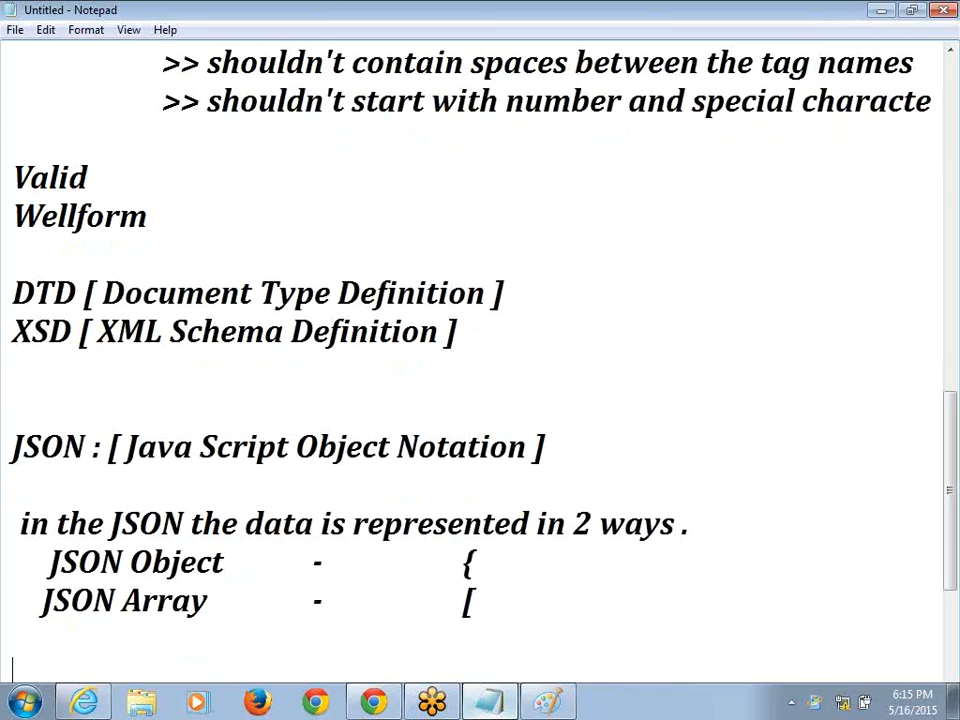 Untitled - Notepad
File Edit Format View Help
>> shouldn't contain spaces between the tag names
>> shouldn't start with number and special characte
Valid
Wellform
DTD [ Document Type Definition ]
XSD [ XML Schema Definition ]
JSON : [ Java Script Object Notation ]
in the JSON the data is represented in 2 ways .
JSON Object - {
JSON Array - [
6:15 PM
5/16/2015